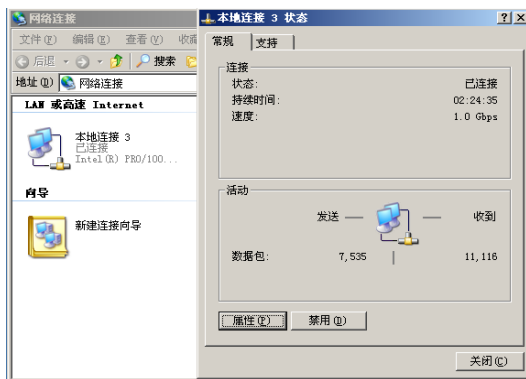 网络连接
文件(F) 编辑(E) 查看(V) 收藏
后退 搜索
地址(D) 网络连接
LAN 或高速 Internet
本地连接 3
已连接
Intel(R) PRO/100...
向导
新建连接向导
本地连接 3 状态
常规 支持
连接
状态: 已连接
持续时间: 02:24:35
速度: 1.0 Gbps
活动
发送 — — 收到
数据包: 7,535 | 11,116
属性(P) 禁用(D)
关闭(C)